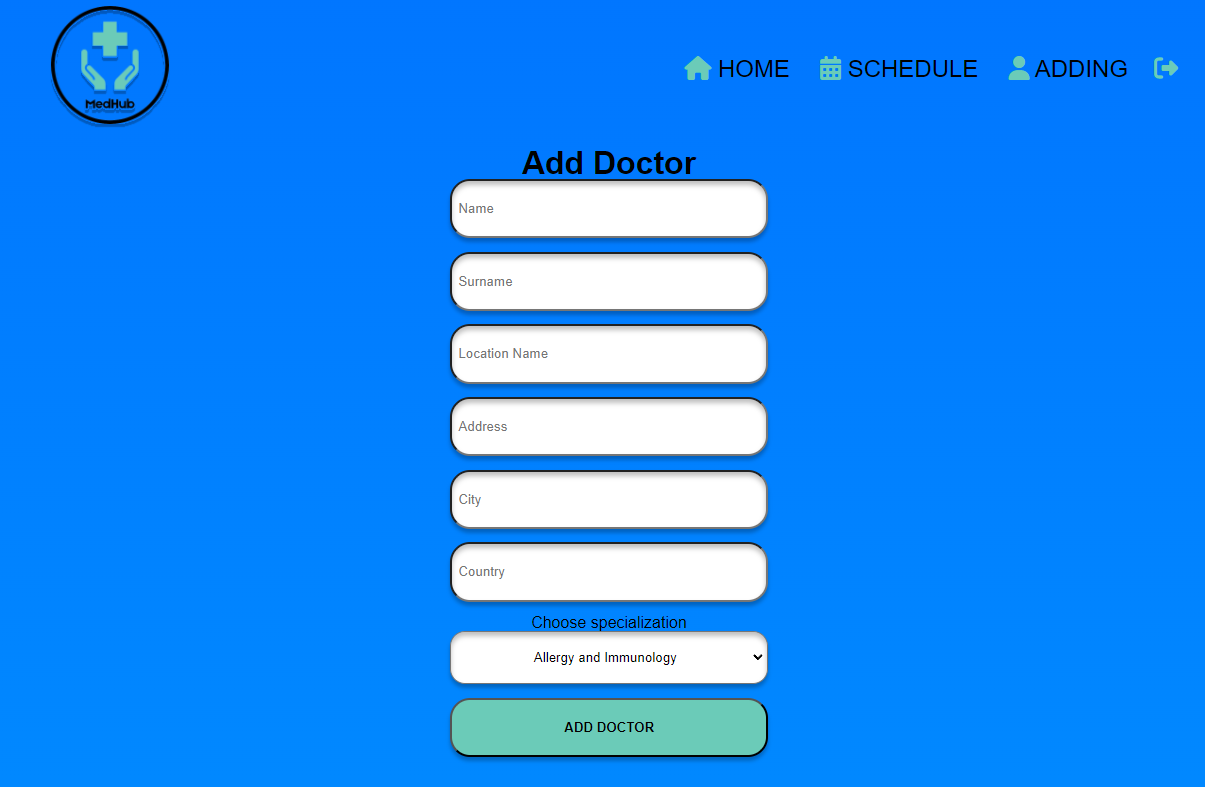 MedHub
HOME SCHEDULE ADDING
Add Doctor
Name
Surname
Location Name
Address
City
Country
Choose specialization
Allergy and Immunology
ADD DOCTOR